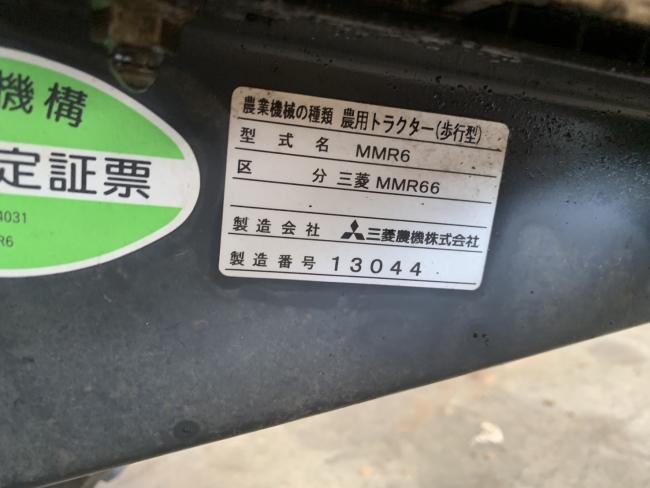 機構
定証票
4031
R6
農業機械の種類 農用トラクター(歩行型)
型式名 MMR6
区分 三菱 MMR66
製造会社 三菱農機株式会社
製造番号 13044